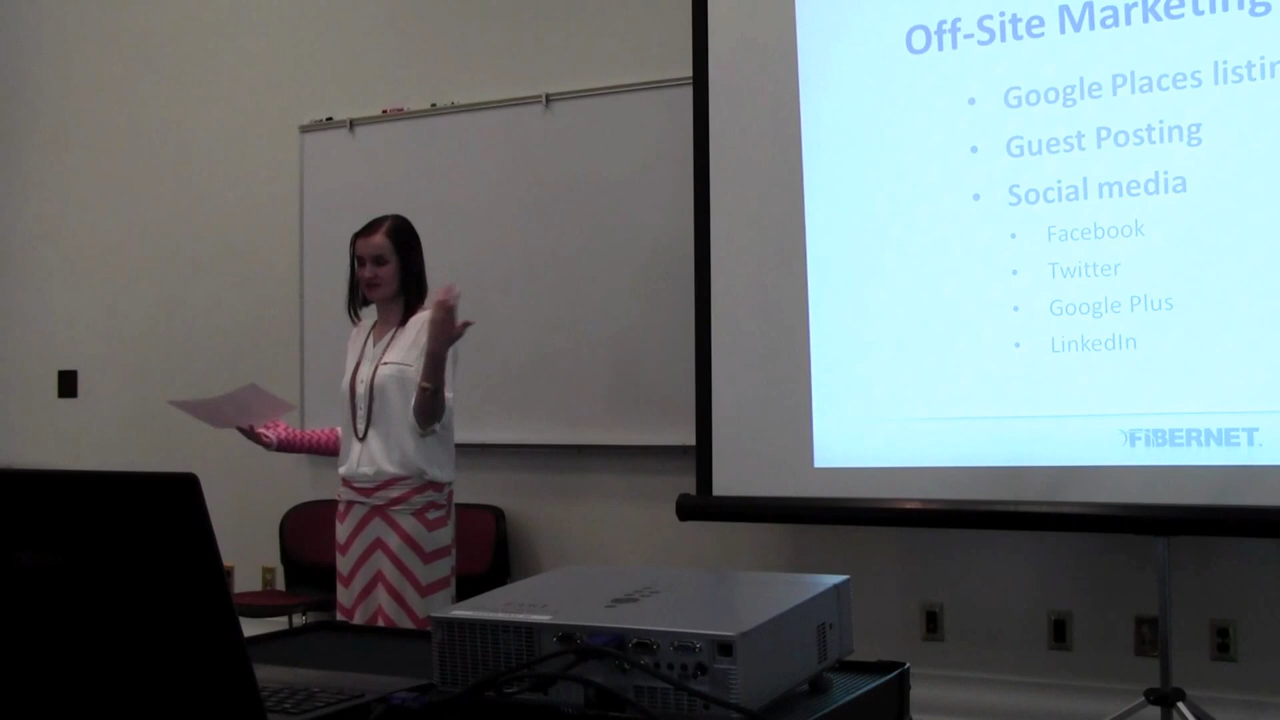 Off-Site Marketing
• Google Places listin
• Guest Posting
• Social media
• Facebook
• Twitter
• Google Plus
• LinkedIn
FIBERNET.